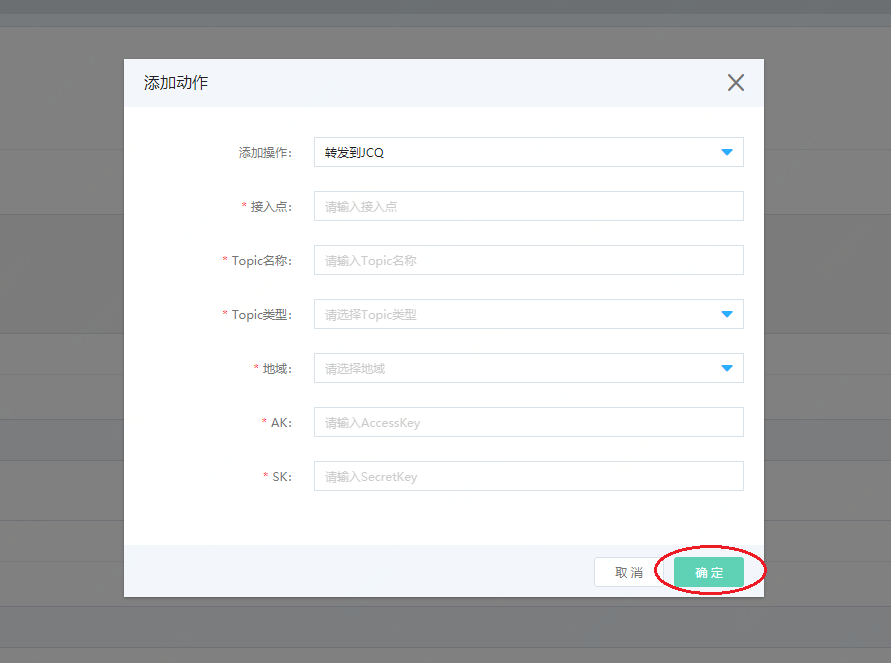 添加动作
添加操作: 转发到JCQ
* 接入点: 请输入接入点
* Topic名称: 请输入Topic名称
* Topic类型: 请选择Topic类型
* 地域: 请选择地域
* AK: 请输入AccessKey
* SK: 请输入SecretKey
取消 确定